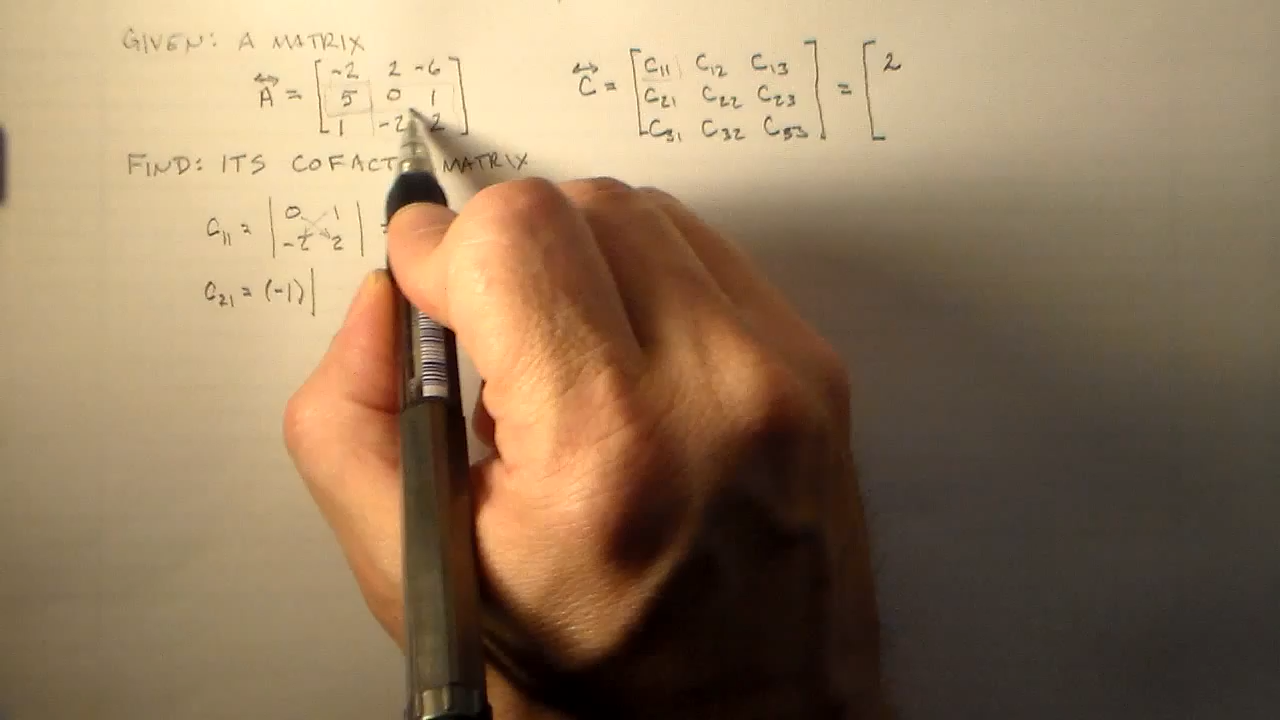 GIVEN: A MATRIX
A = [ -2 2 -6
5 0 1
1 -2 2 ]
C = [ C11 C12 C13
C21 C22 C23
C31 C32 C33 ] = [ 2
FIND: ITS COFACT MATRIX
C11 = | 0 1
-2 2 | =
C21 = (-1)|